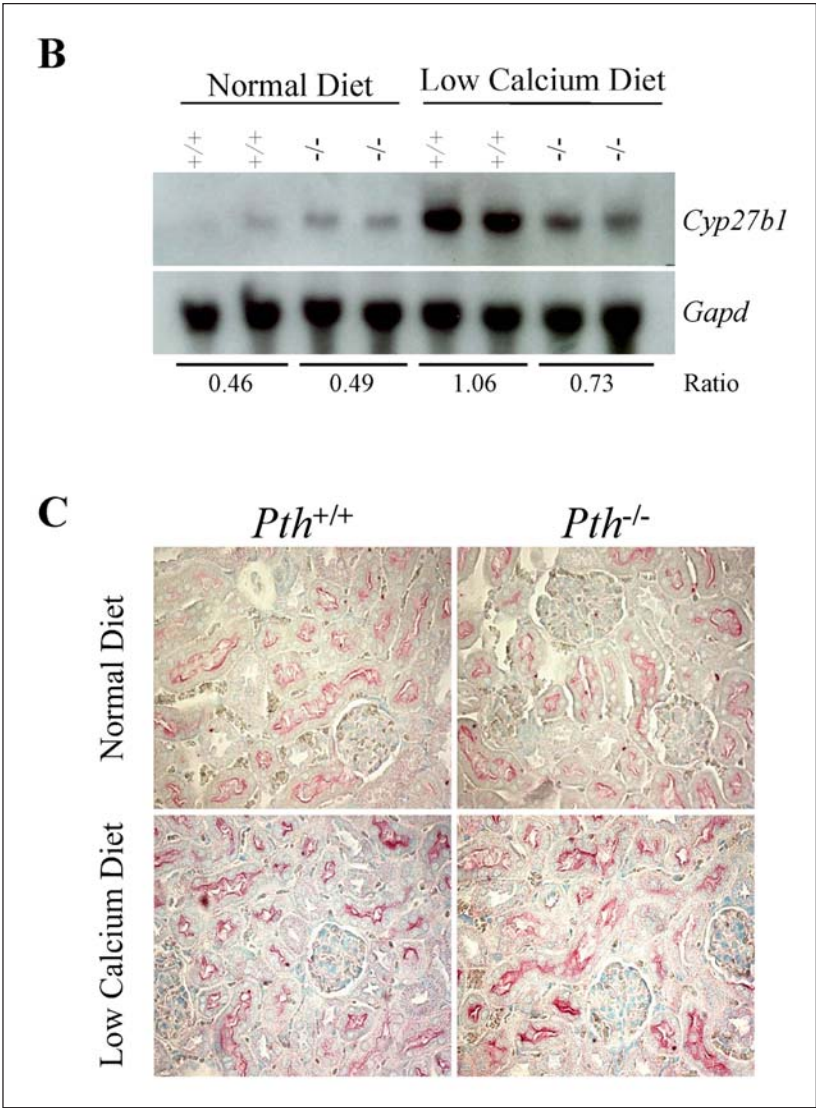 B
Normal Diet Low Calcium Diet
+/+ +/+ -/- -/- +/+ +/+ -/- -/-
Cyp27b1
Gapd
0.46 0.49 1.06 0.73 Ratio
C
Pth+/+ Pth-/-
Normal Diet
Low Calcium Diet